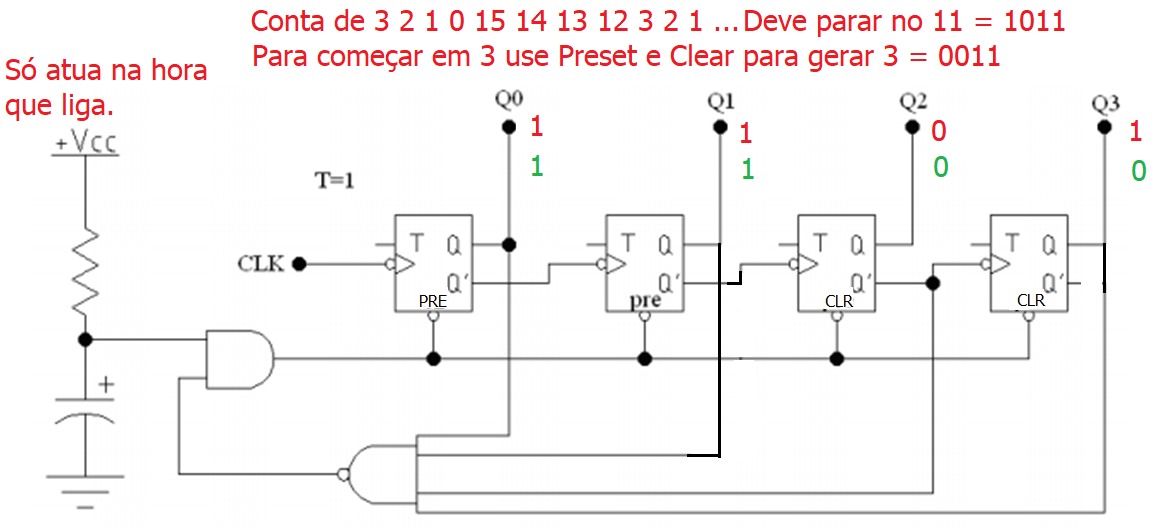 Conta de 3 2 1 0 15 14 13 12 3 2 1 ... Deve parar no 11 = 1011
Para começar em 3 use Preset e Clear para gerar 3 = 0011
Só atua na hora
que liga.
+Vcc
Q0
Q1
Q2
Q3
1
1
0
1
1
1
0
0
T=1
T Q
T Q
T Q
T Q
CLK
Q'
Q'
Q'
Q'
PRE
pre
CLR
CLR
+